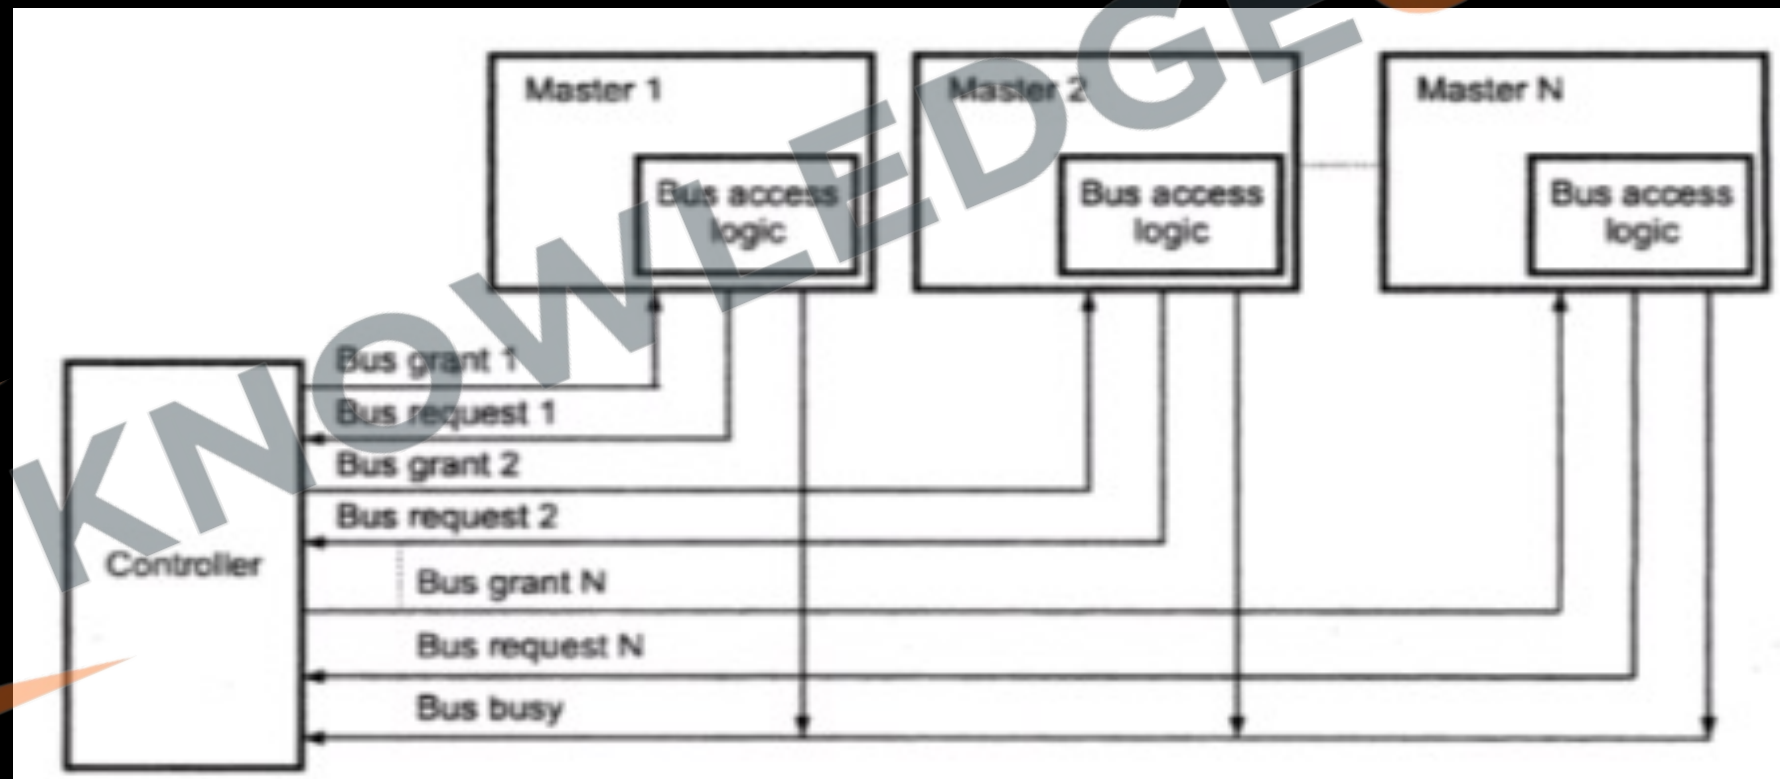 KNOWLEDGE
Master 1
Master 2
Master N
Bus access
logic
Bus access
logic
Bus access
logic
Bus grant 1
Bus request 1
Bus grant 2
Bus request 2
Controller
Bus grant N
Bus request N
Bus busy